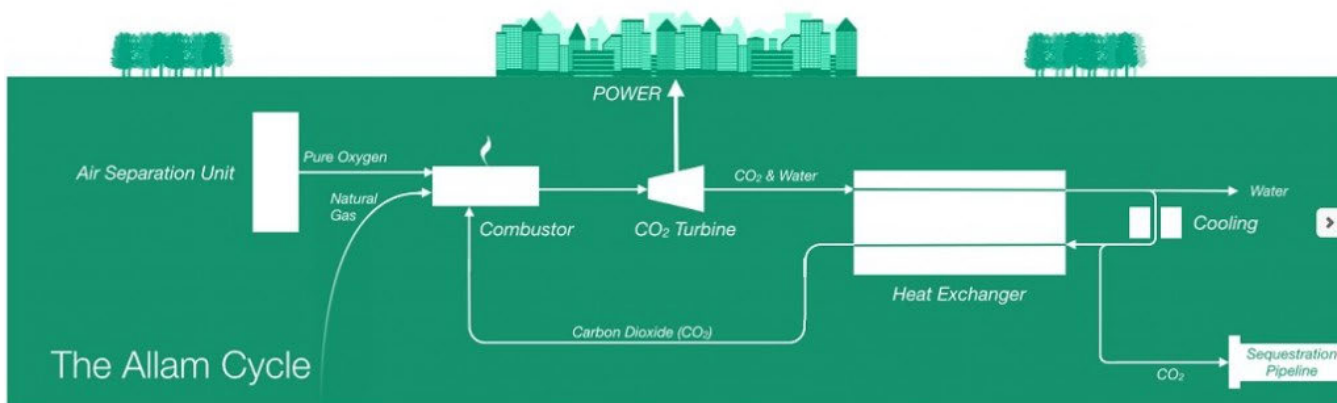 POWER
Pure Oxygen
Air Separation Unit
Natural
Gas
Combustor
CO₂ Turbine
CO₂ & Water
Water
Cooling
Heat Exchanger
Carbon Dioxide (CO₂)
The Allam Cycle
CO₂
Sequestration
Pipeline